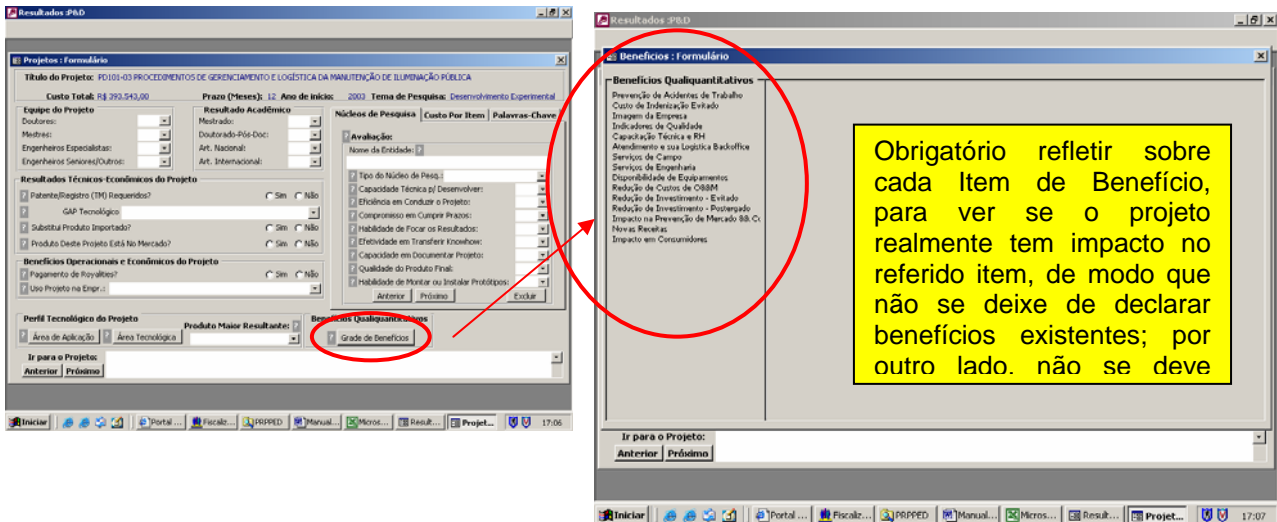 Resultados :P&D
Projetos : Formulário
Título do Projeto: PD101-03 PROCEDIMENTOS DE GERENCIAMENTO E LOGÍSTICA DA MANUTENÇÃO DE ILUMINAÇÃO PÚBLICA
Custo Total: R$ 393.543,00 Prazo (Meses): 12 Ano de início: 2003 Tema de Pesquisa: Desenvolvimento Experimental
Equipe do Projeto
Doutores:
Mestres:
Engenheiros Especialistas:
Engenheiros Seniores/Outros:
Resultado Acadêmico
Mestrado:
Doutorado-Pós-Doc:
Art. Nacional:
Art. Internacional:
Núcleos de Pesquisa Custo Por Item Palavras-Chave
? Avaliação:
Nome da Entidade: ?
? Tipo do Núcleo de Pesq.:
? Capacidade Técnica p/ Desenvolver:
? Eficiência em Conduzir o Projeto:
? Compromisso em Cumprir Prazos:
? Habilidade de Focar os Resultados:
? Efetividade em Transferir Knowhow:
? Capacidade em Documentar Projeto:
? Qualidade do Produto Final:
? Habilidade de Montar ou Instalar Protótipos:
Anterior Próximo Excluir
Resultados Técnicos-Econômicos do Projeto
? Patente/Registro (TM) Requeridos? Sim Não
? GAP Tecnológico
? Substitui Produto Importado? Sim Não
? Produto Deste Projeto Está No Mercado? Sim Não
Benefícios Operacionais e Econômicos do Projeto
? Pagamento de Royalties? Sim Não
? Uso Projeto na Empr.:
Perfil Tecnológico do Projeto
? Área de Aplicação ? Área Tecnológica
Produto Maior Resultante: ?
Benefícios Qualiquantitativos
? Grade de Benefícios
Ir para o Projeto:
Anterior Próximo
Iniciar Portal ... Fiscaliz... PRPPED Manual... Micros... Result... Projet... 17:06
Resultados :P&D
Benefícios : Formulário
Benefícios Qualiquantitativos
Prevenção de Acidentes de Trabalho
Custo de Indenização Evitado
Imagem da Empresa
Indicadores de Qualidade
Capacitação Técnica e RH
Atendimento e sua Logística Backoffice
Serviços de Campo
Serviços de Engenharia
Disponibilidade de Equipamentos
Redução de Custos de O&M
Redução de Investimento - Evitado
Redução de Investimento - Postergado
Impacto na Prevenção de Mercado
Novas Receitas
Impacto em Consumidores
Obrigatório refletir sobre
cada Item de Benefício,
para ver se o projeto
realmente tem impacto no
referido item, de modo que
não se deixe de declarar
benefícios existentes; por
outro lado, não se deve
Ir para o Projeto:
Anterior Próximo
Iniciar Portal ... Fiscaliz... PRPPED Manual... Micros... Result... Projet... 17:07